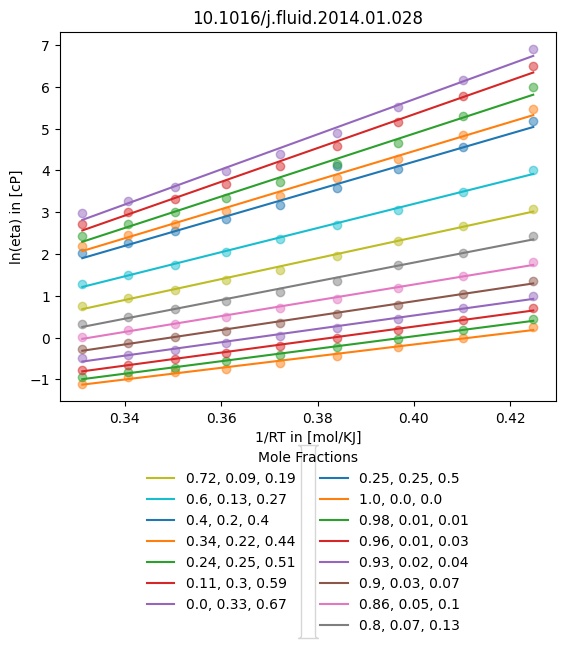 10.1016/j.fluid.2014.01.028
ln(eta) in [cP]
7
6
5
4
3
2
1
0
−1
0.34 0.36 0.38 0.40 0.42
1/RT in [mol/KJ]
Mole Fractions
0.72, 0.09, 0.19
0.6, 0.13, 0.27
0.4, 0.2, 0.4
0.34, 0.22, 0.44
0.24, 0.25, 0.51
0.11, 0.3, 0.59
0.0, 0.33, 0.67
0.25, 0.25, 0.5
1.0, 0.0, 0.0
0.98, 0.01, 0.01
0.96, 0.01, 0.03
0.93, 0.02, 0.04
0.9, 0.03, 0.07
0.86, 0.05, 0.1
0.8, 0.07, 0.13